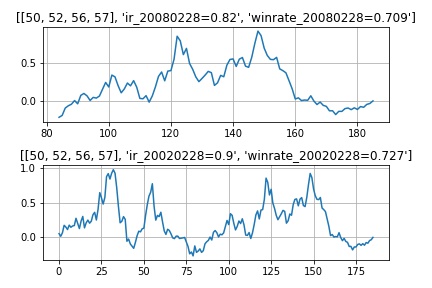 [[50, 52, 56, 57], 'ir_20080228=0.82', 'winrate_20080228=0.709']
0.5
0.0
80 100 120 140 160 180
[[50, 52, 56, 57], 'ir_20020228=0.9', 'winrate_20020228=0.727']
1.0
0.5
0.0
0 25 50 75 100 125 150 175